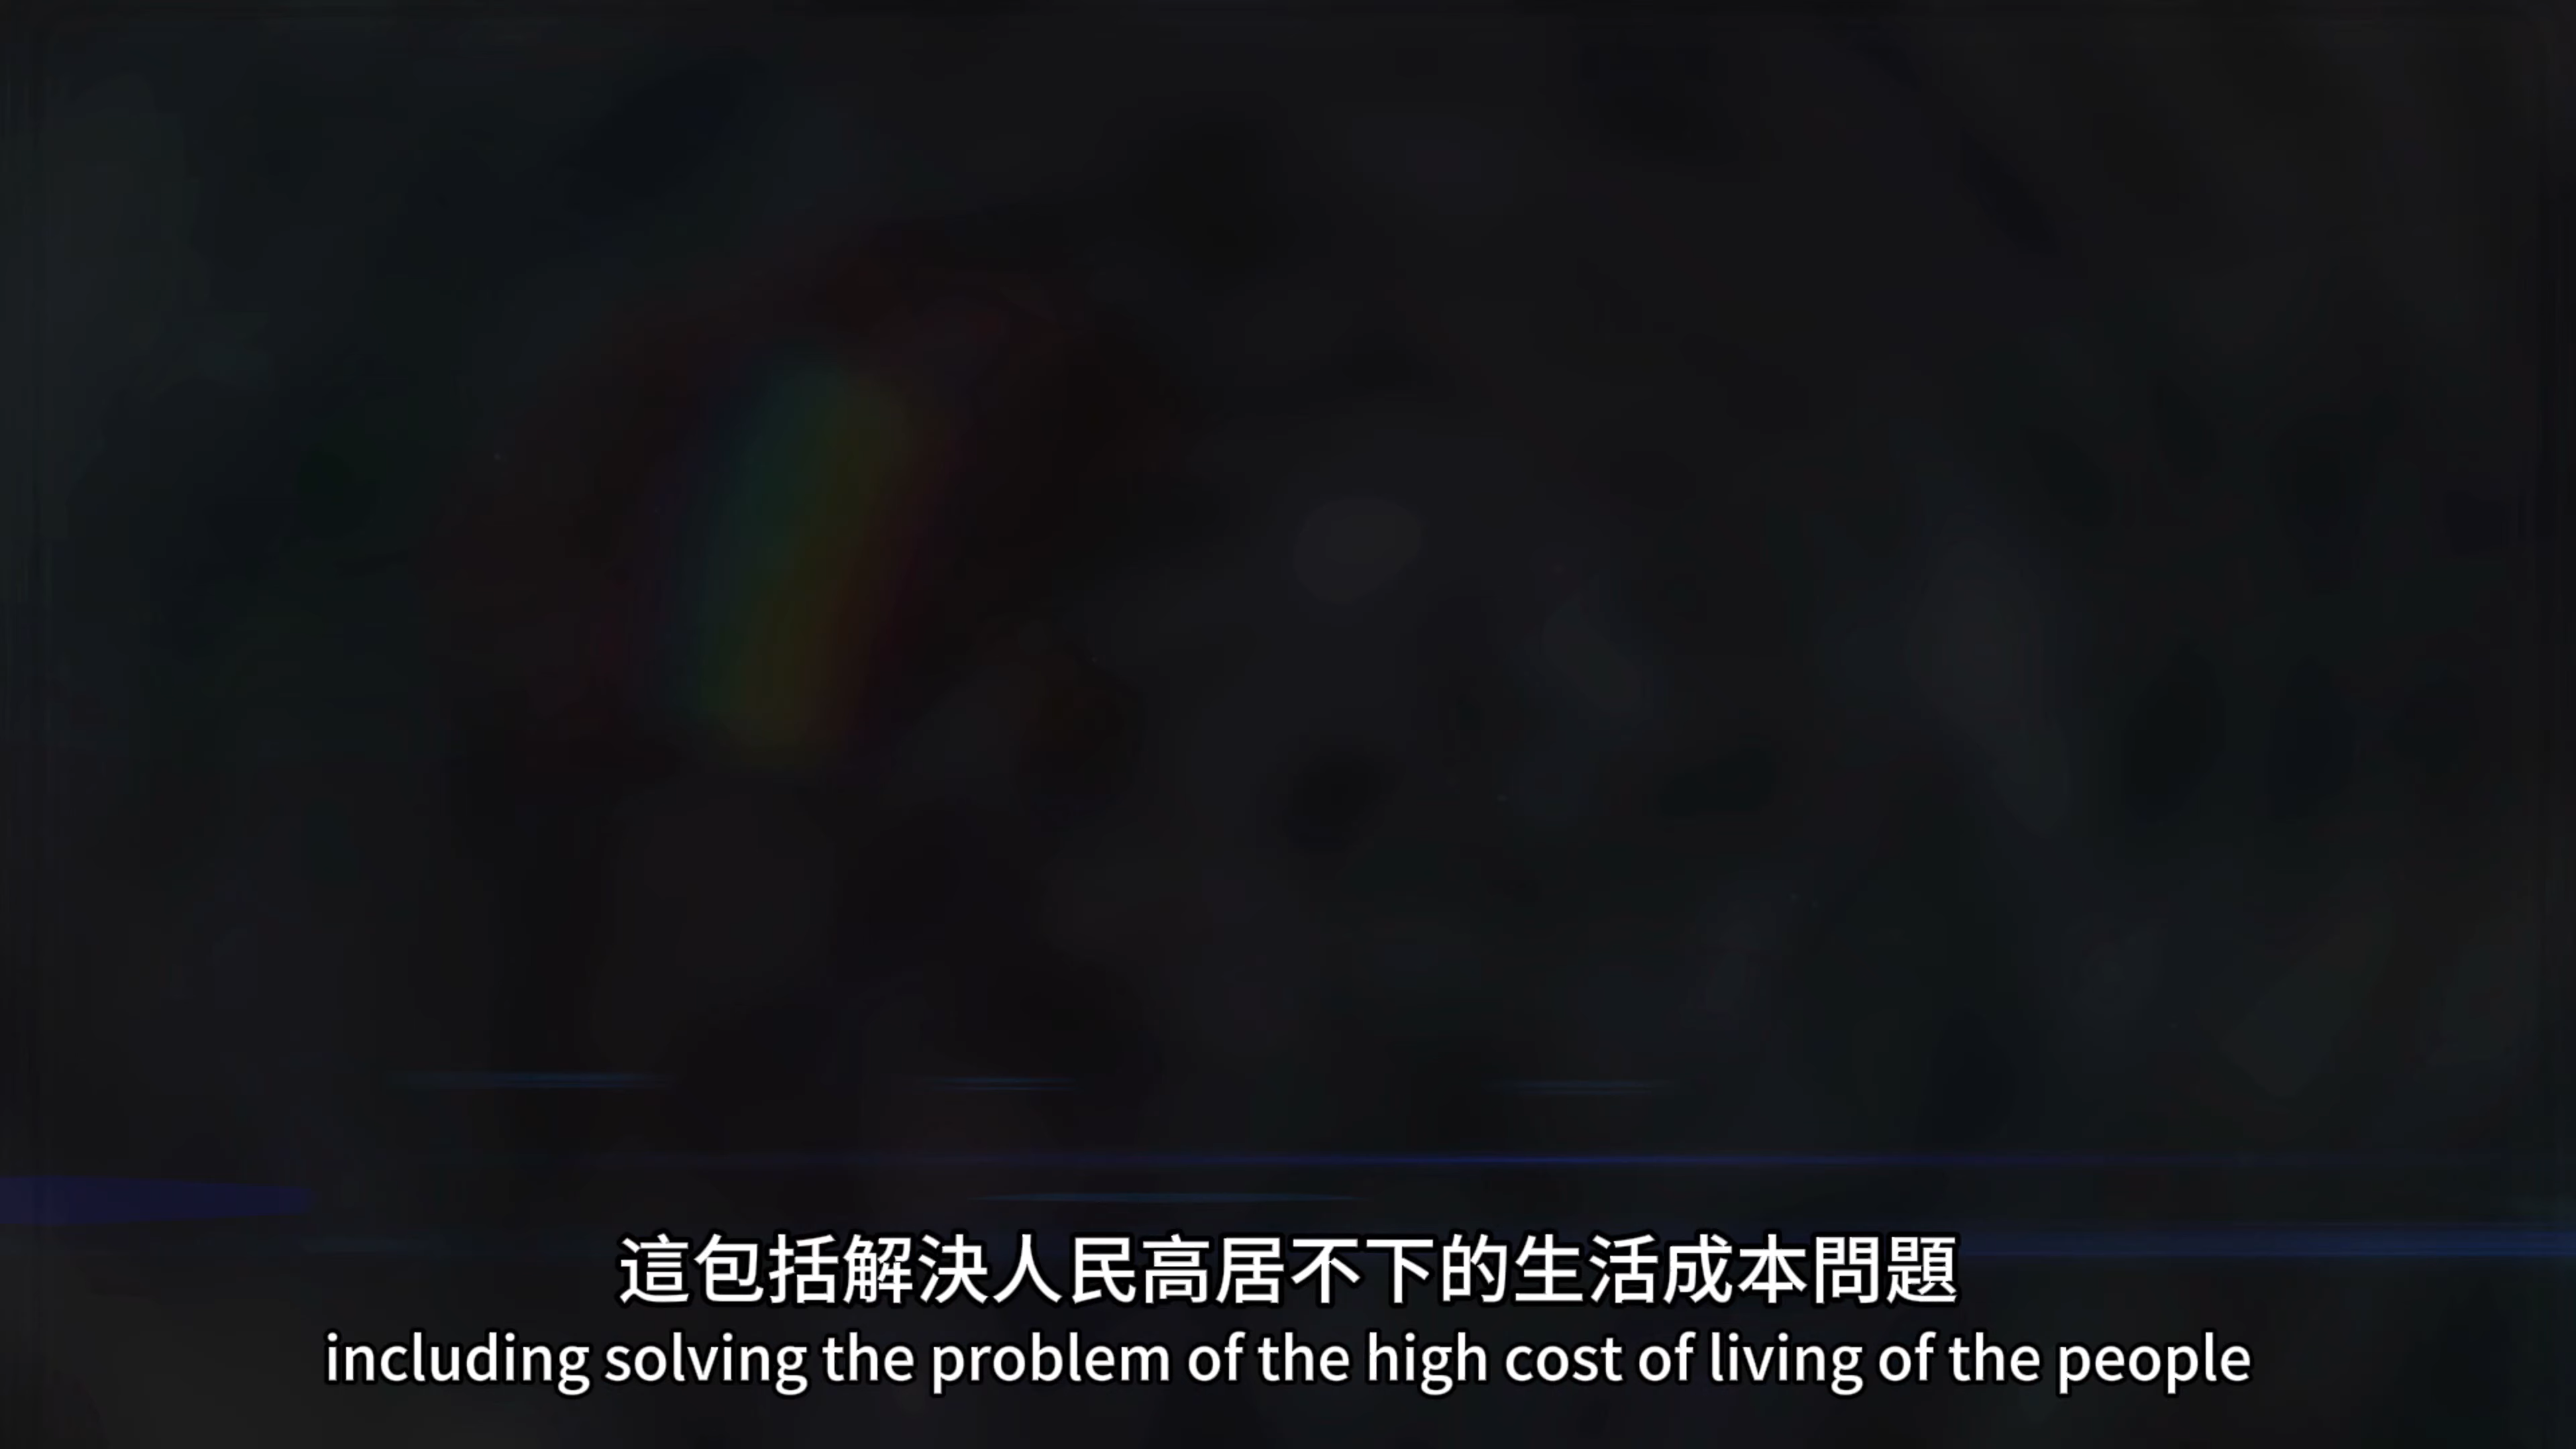 這包括解決人民高居不下的生活成本問題
including solving the problem of the high cost of living of the people